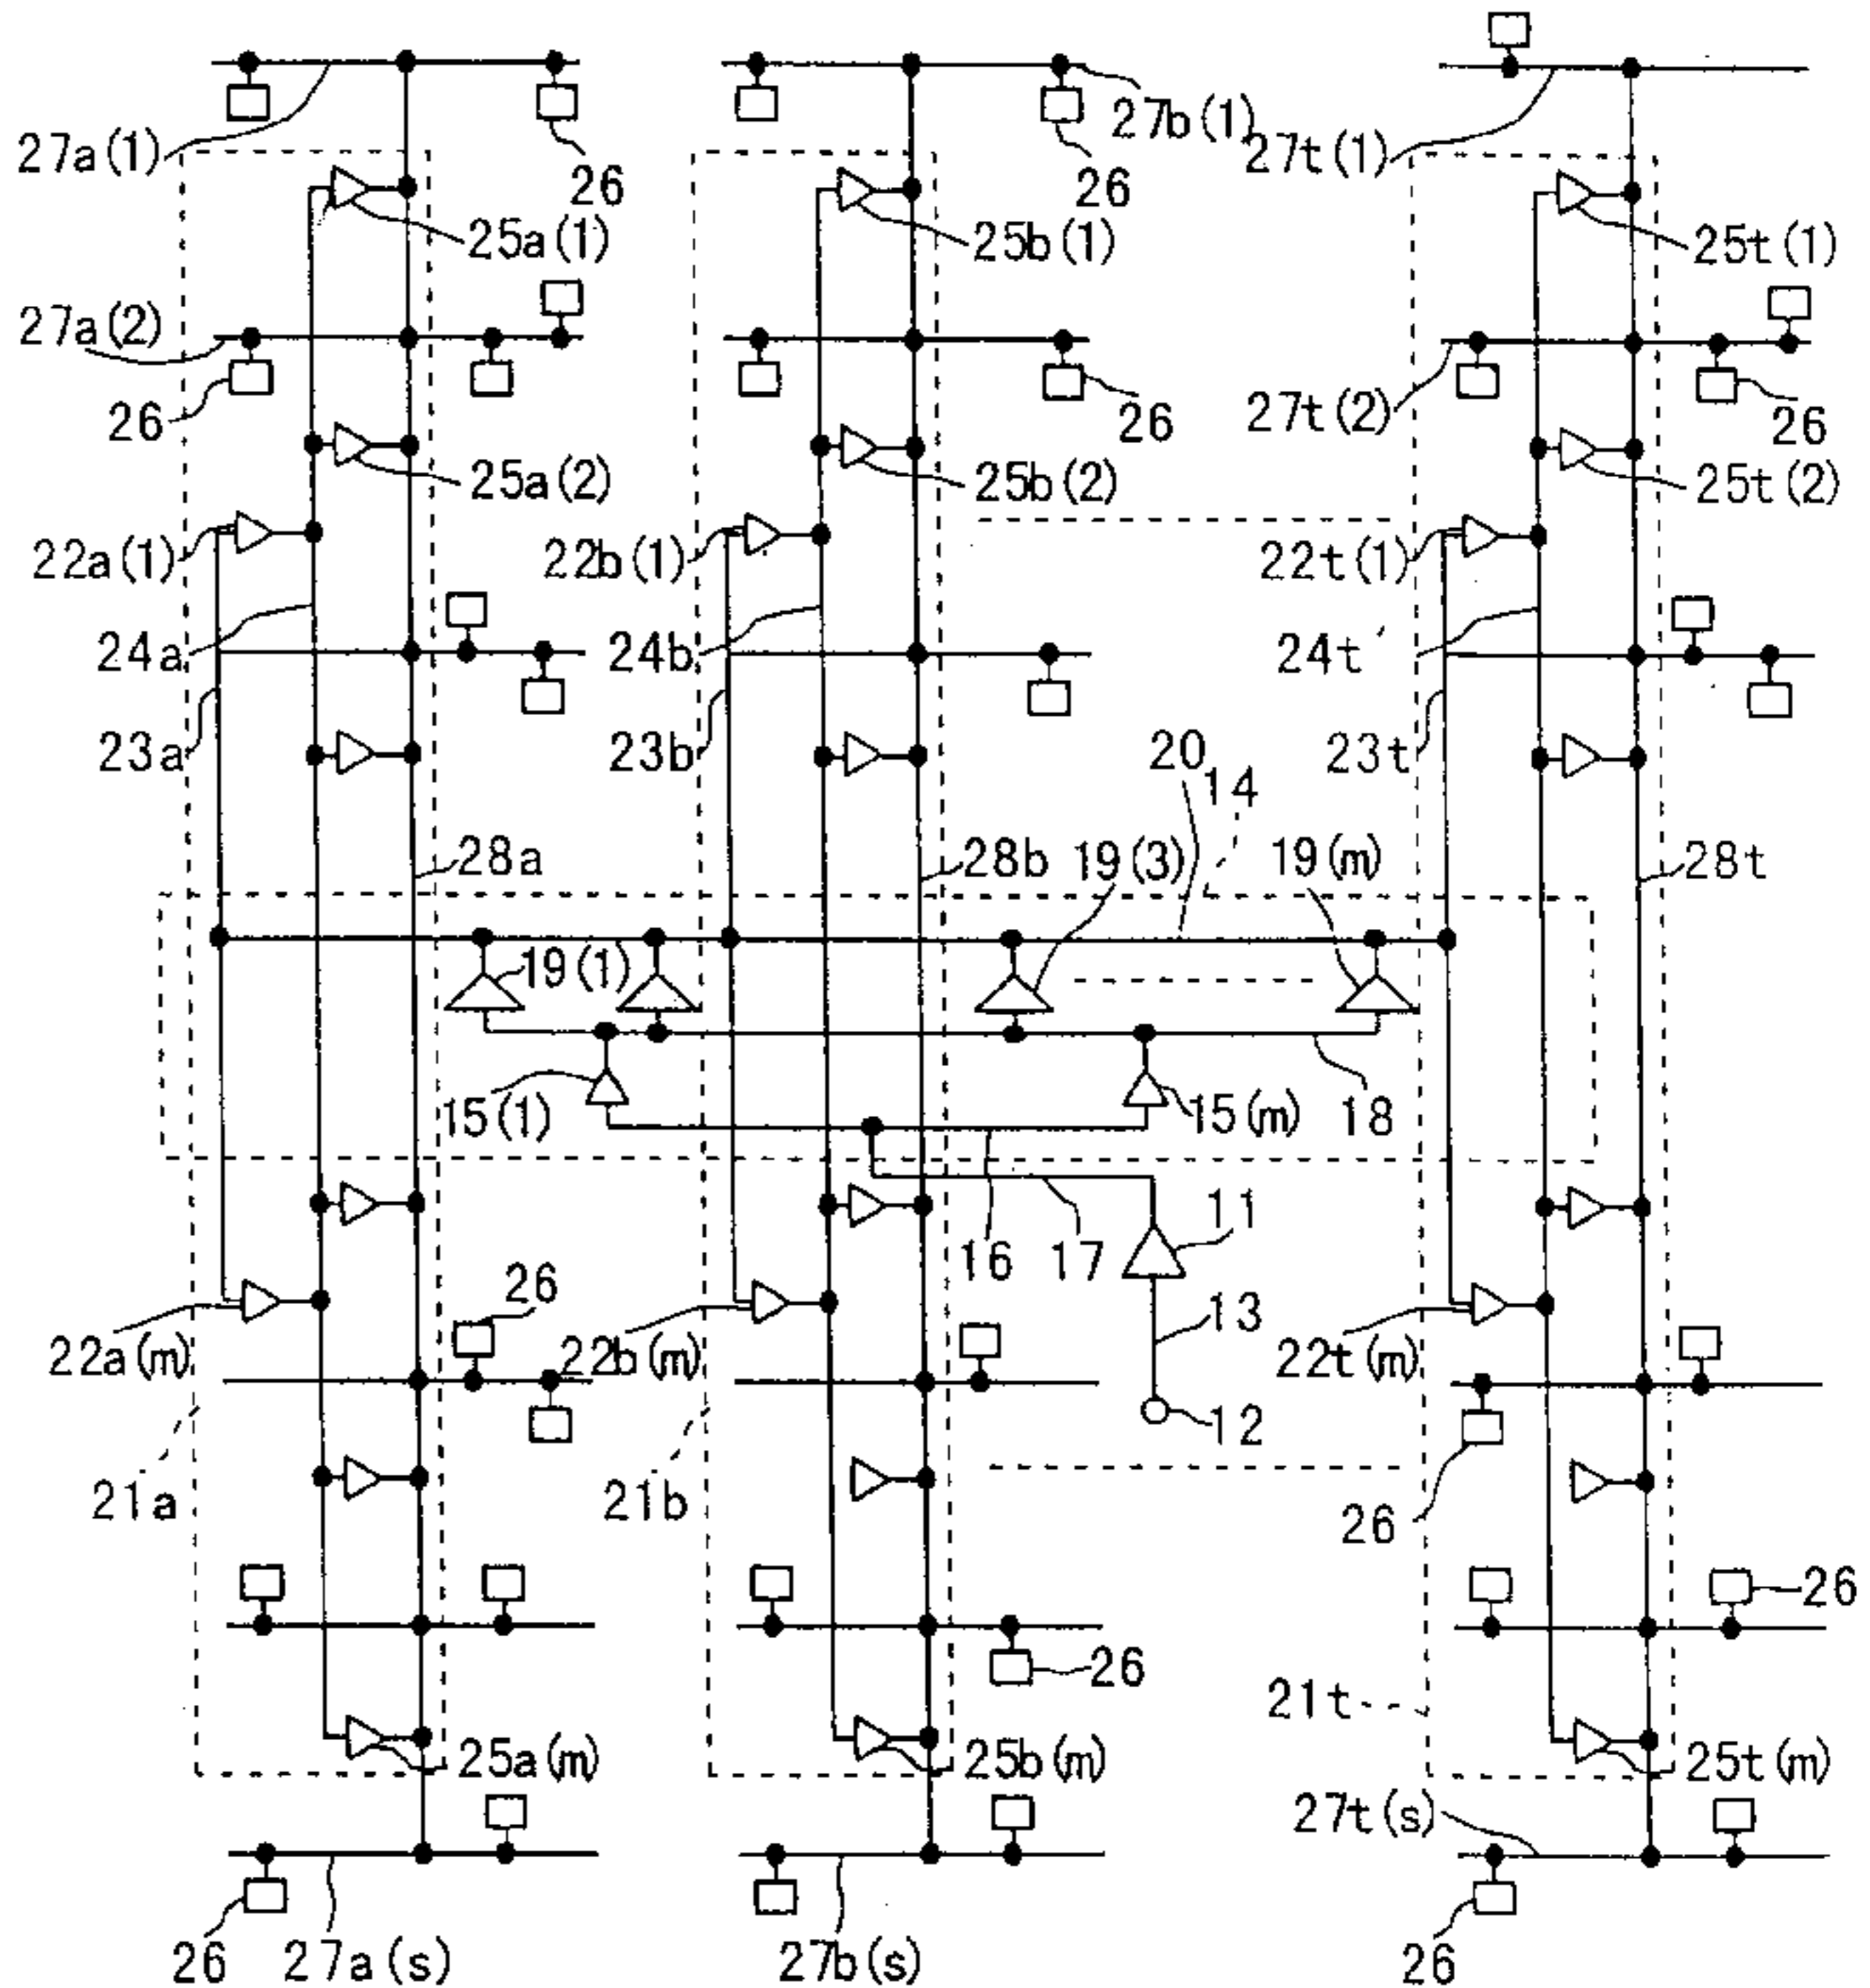 27a(1)
26
27b(1)
26
27t(1)
25a(1)
25b(1)
25t(1)
27a(2)
26
26
27t(2)
26
25a(2)
25b(2)
25t(2)
22a(1)
22b(1)
22t(1)
24a
24b
24t
23a
23b
20
14
23t
28a
28b
19(3)
19(m)
28t
19(1)
15(1)
15(m)
18
16
17
11
26
13
22a(m)
22b(m)
22t(m)
12
21a
21b
26
26
26
21t
25a(m)
25b(m)
25t(m)
27t(s)
26
27a(s)
27b(s)
26